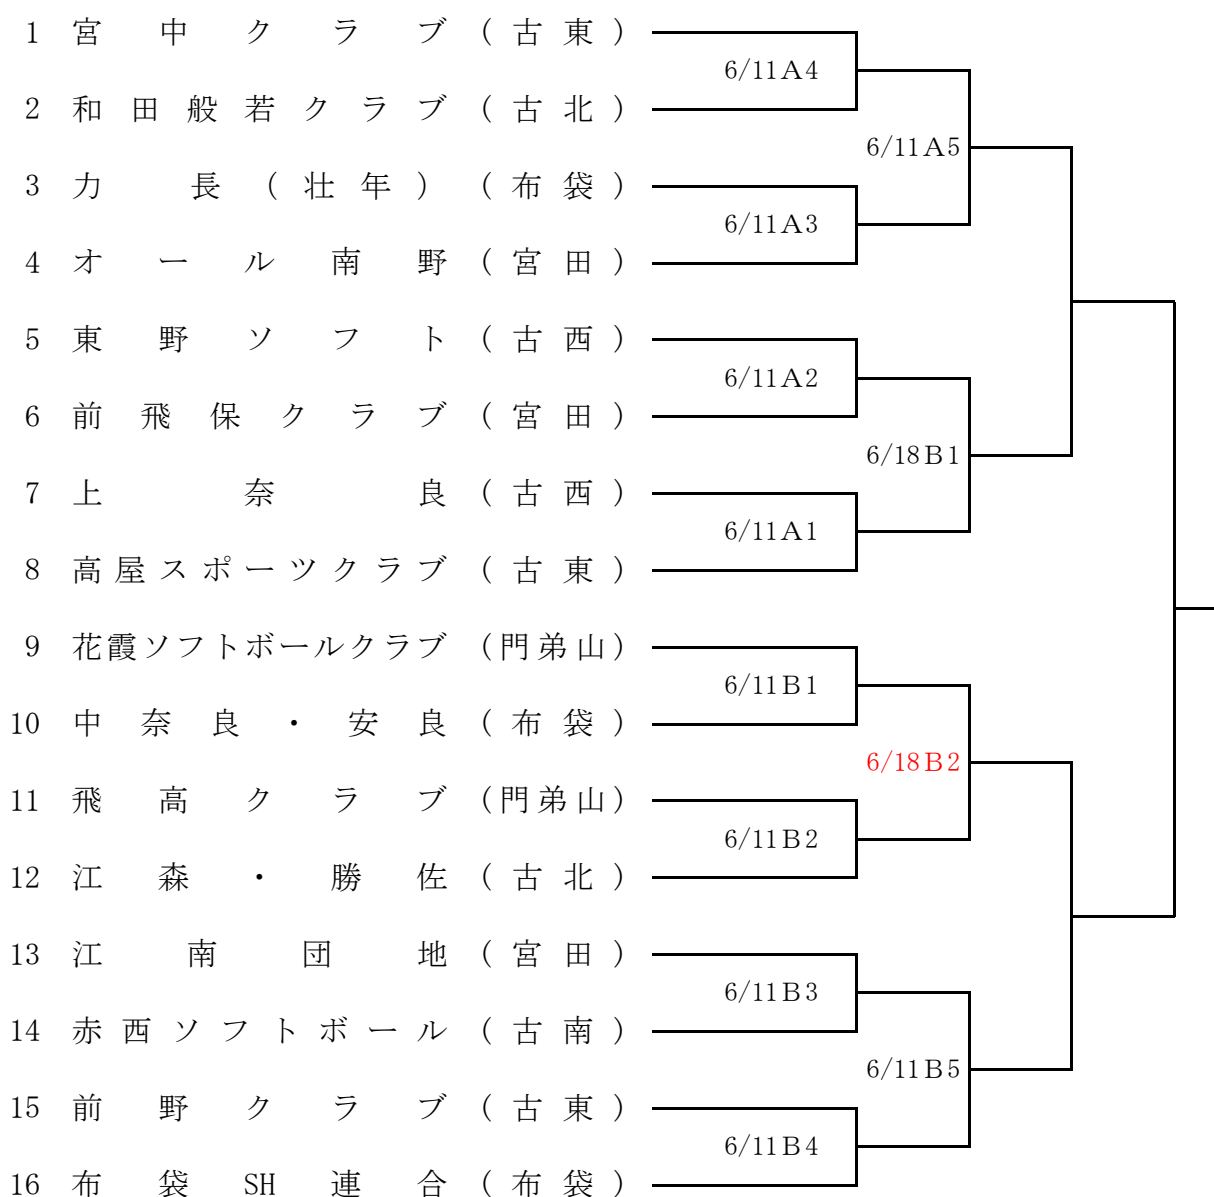 1 宮中クラブ (古東)
6/11A4
2 和田般若クラブ (古北)
6/11A5
3 力長(壮年) (布袋)
6/11A3
4 オール南野 (宮田)
5 東野ソフト (古西)
6/11A2
6 前飛保クラブ (宮田)
6/18B1
7 上奈良 (古西)
6/11A1
8 高屋スポーツクラブ (古東)
9 花霞ソフトボールクラブ (門弟山)
6/11B1
10 中奈良・安良 (布袋)
6/18B2
11 飛高クラブ (門弟山)
6/11B2
12 江森・勝佐 (古北)
13 江南団地 (宮田)
6/11B3
14 赤西ソフトボール (古南)
6/11B5
15 前野クラブ (古東)
6/11B4
16 布袋SH連合 (布袋)